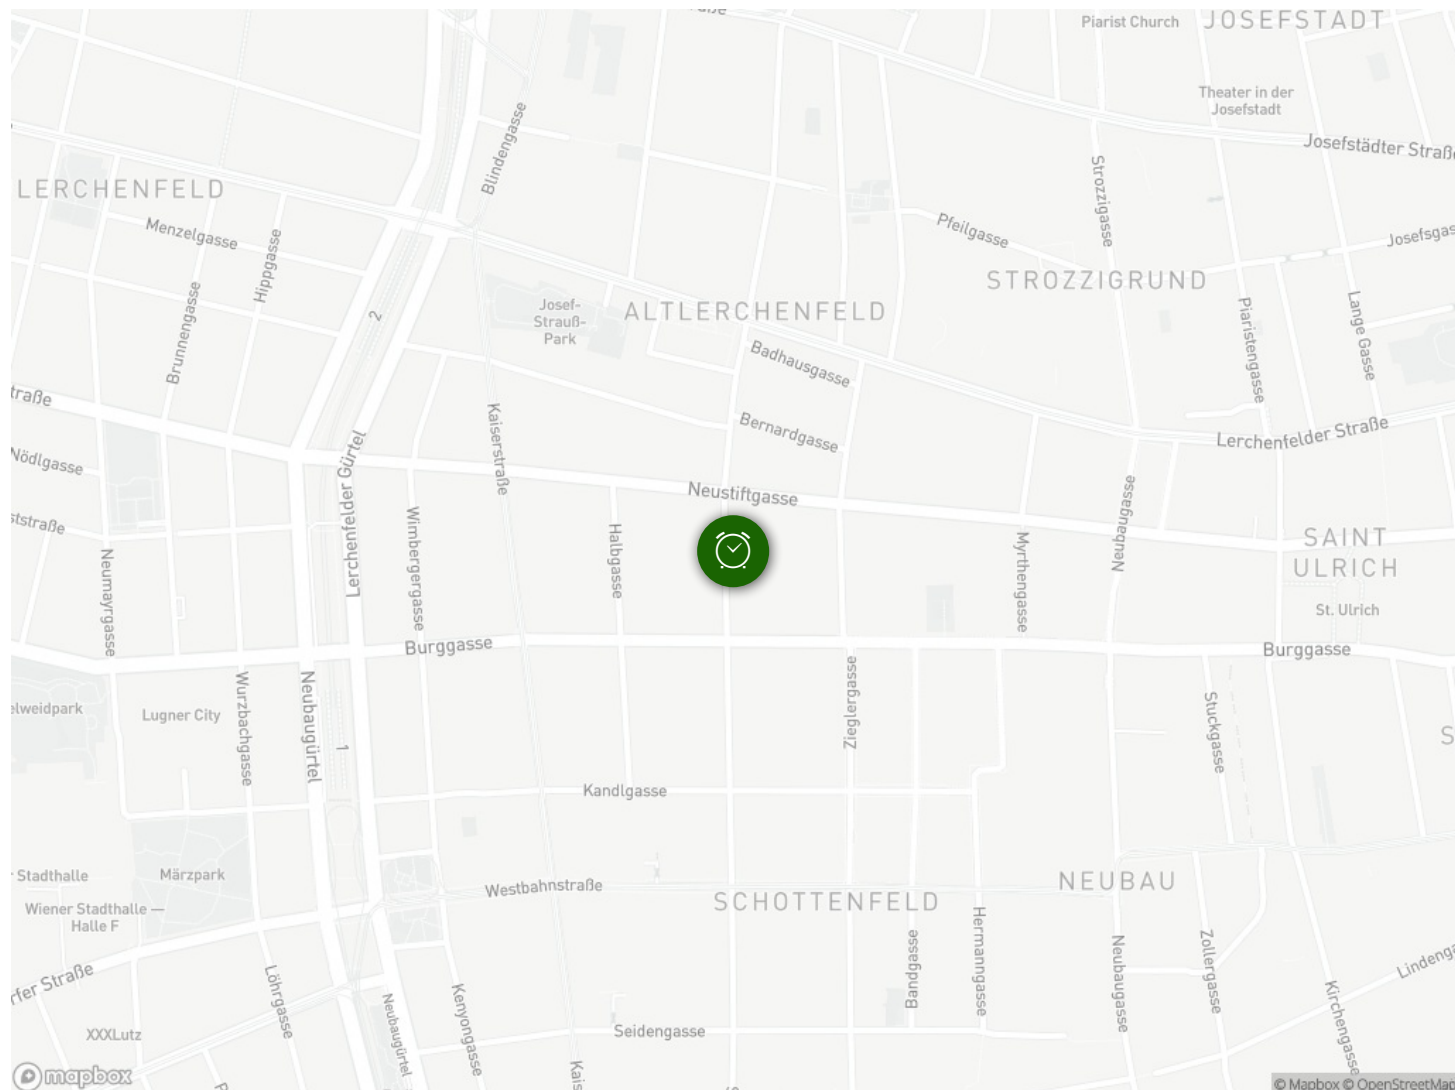 Piarist Church
JOSEFSTADT
Theater in der
Josefstadt
Josefstädter Straße
Blindengasse
Strozzigasse
LERCHENFELD
Menzelgasse
Hippgasse
Pfeilgasse
STROZZIGRUND
2
Brunnengasse
Josef-
Strauß-
Park
ALTLERCHENFELD
Piaristengasse
Lange Gasse
Badhausgasse
Bernardgasse
Kaiserstraße
Lerchenfelder Straße
Nödlgasse
Lerchenfelder Gürtel
Neustiftgasse
Neubaugasse
Wimbergergasse
Halbgasse
Myrthengasse
SAINT
ULRICH
St. Ulrich
Neumayrgasse
Burggasse
Burggasse
Lugner City
Wurzbachgasse
Neubaugürtel
1
Zieglergasse
Stuckgasse
Kandlgasse
Stadthalle
Märzpark
Wiener Stadthalle —
Halle F
Westbahnstraße
SCHOTTENFELD
NEUBAU
Hermanngasse
Bandgasse
Neubaugasse
Zollergasse
Kirchengasse
Löhrgasse
Neubaugürtel
Kenyongasse
Seidengasse
XXXLutz
mapbox
© Mapbox © OpenStreetMap